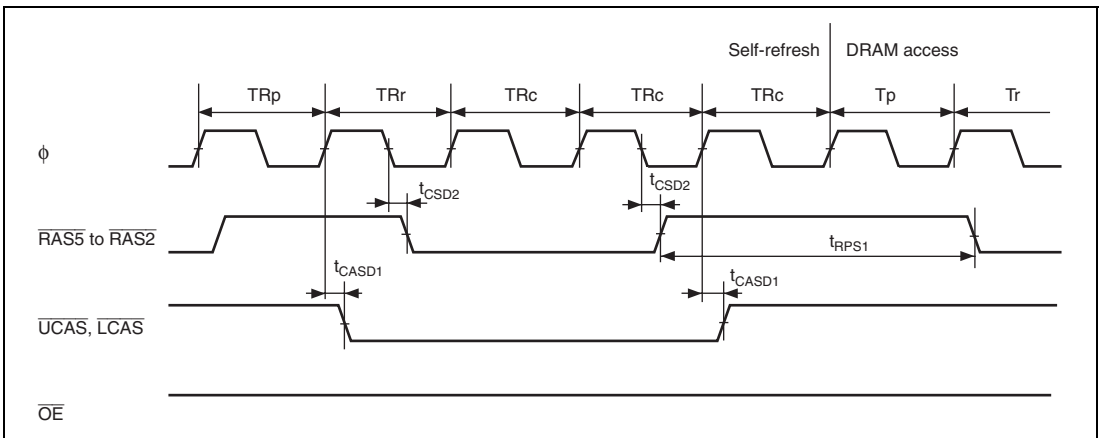 Self-refresh DRAM access
TRp TRr TRc TRc TRc Tp Tr
ϕ
tCSD2 tCSD2
RAS5 to RAS2
tRPS1
tCASD1 tCASD1
UCAS, LCAS
OE